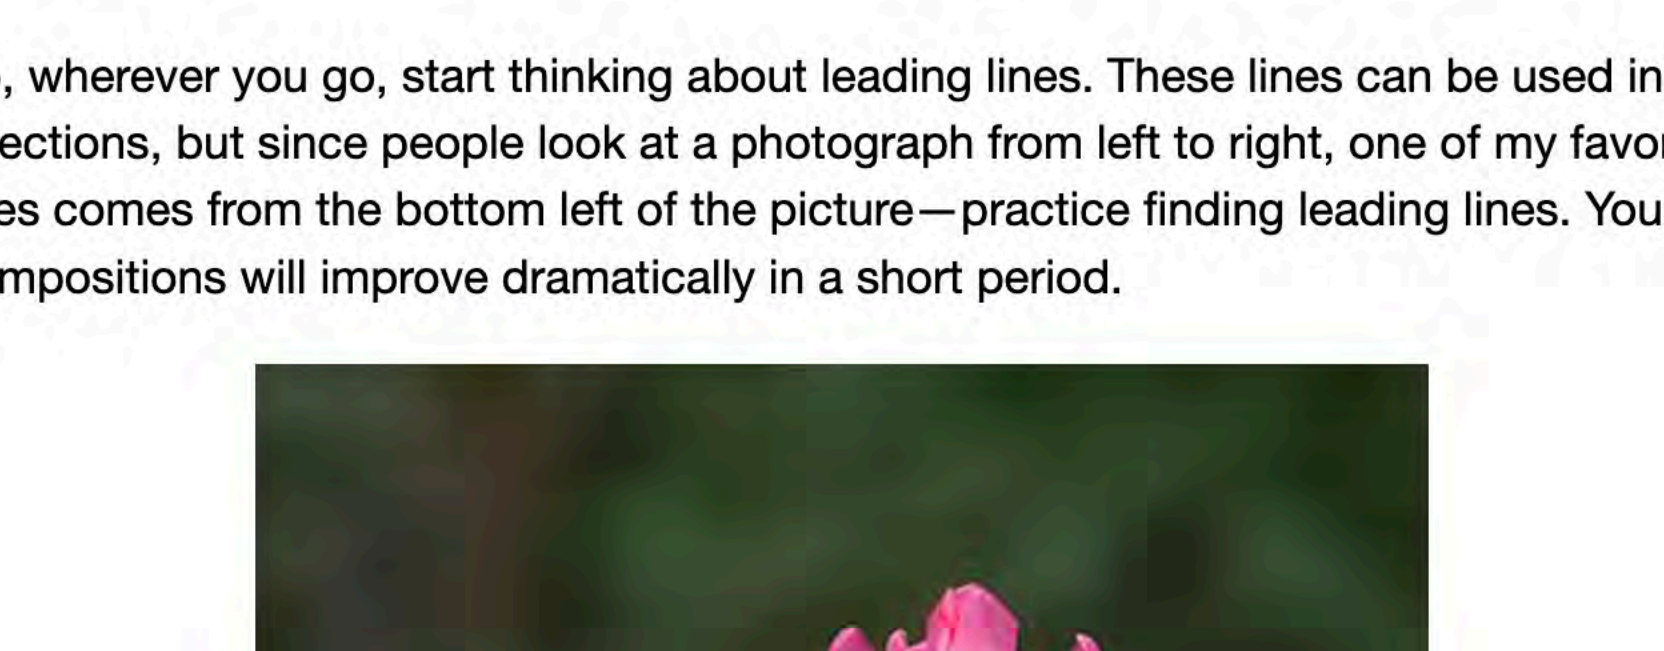 , wherever you go, start thinking about leading lines. These lines can be used in
ections, but since people look at a photograph from left to right, one of my favor
es comes from the bottom left of the picture—practice finding leading lines. You
mpositions will improve dramatically in a short period.